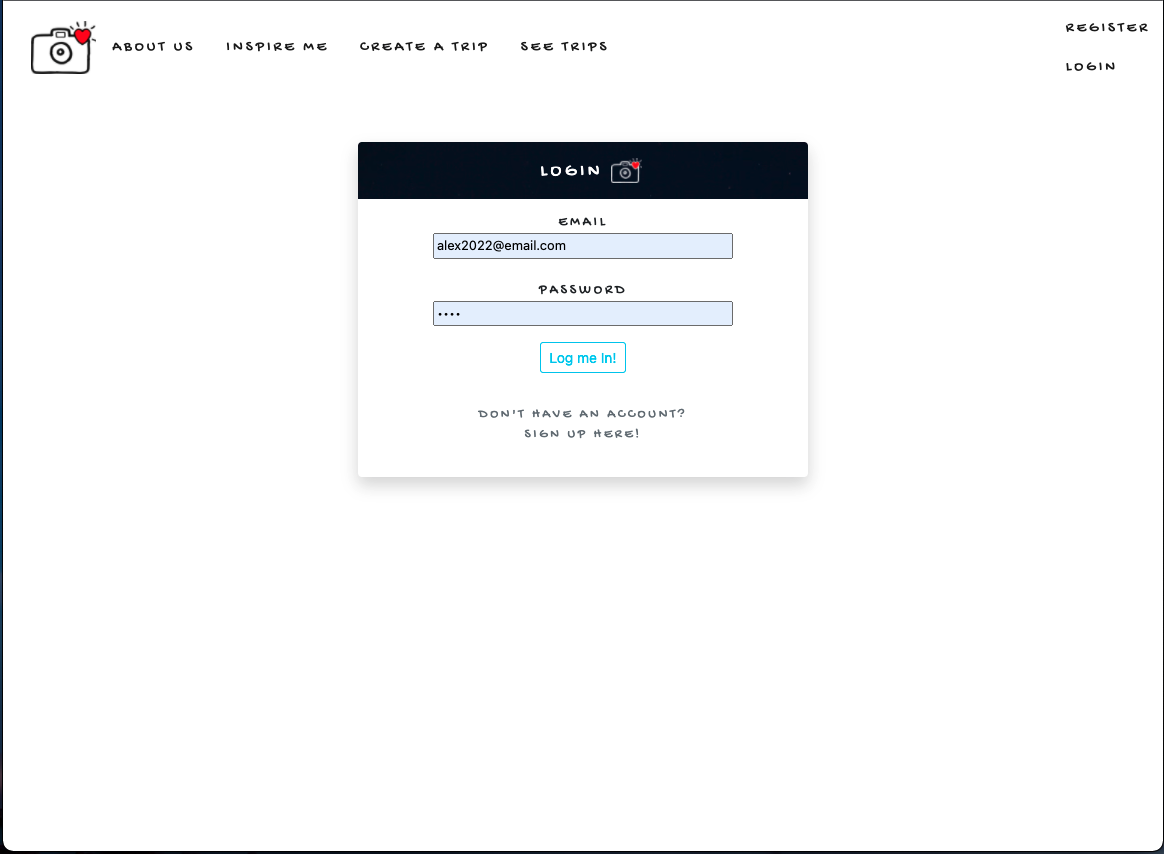 ABOUT US
INSPIRE ME
CREATE A TRIP
SEE TRIPS
REGISTER
LOGIN
LOGIN
EMAIL
alex2022@email.com
PASSWORD
••••
Log me In!
DON'T HAVE AN ACCOUNT?
SIGN UP HERE!